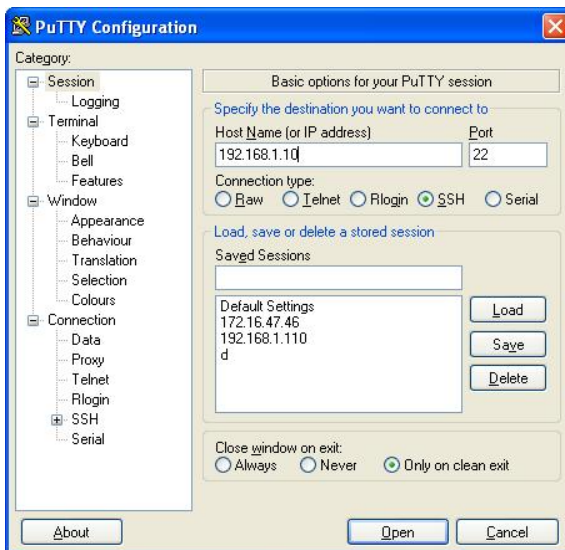 PuTTY Configuration
Category:
Session
Logging
Terminal
Keyboard
Bell
Features
Window
Appearance
Behaviour
Translation
Selection
Colours
Connection
Data
Proxy
Telnet
Rlogin
SSH
Serial
Basic options for your PuTTY session
Specify the destination you want to connect to
Host Name (or IP address) Port
192.168.1.10 22
Connection type:
Raw Telnet Rlogin SSH Serial
Load, save or delete a stored session
Saved Sessions
Default Settings
172.16.47.46
192.168.1.110
d
Load
Save
Delete
Close window on exit:
Always Never Only on clean exit
About Open Cancel